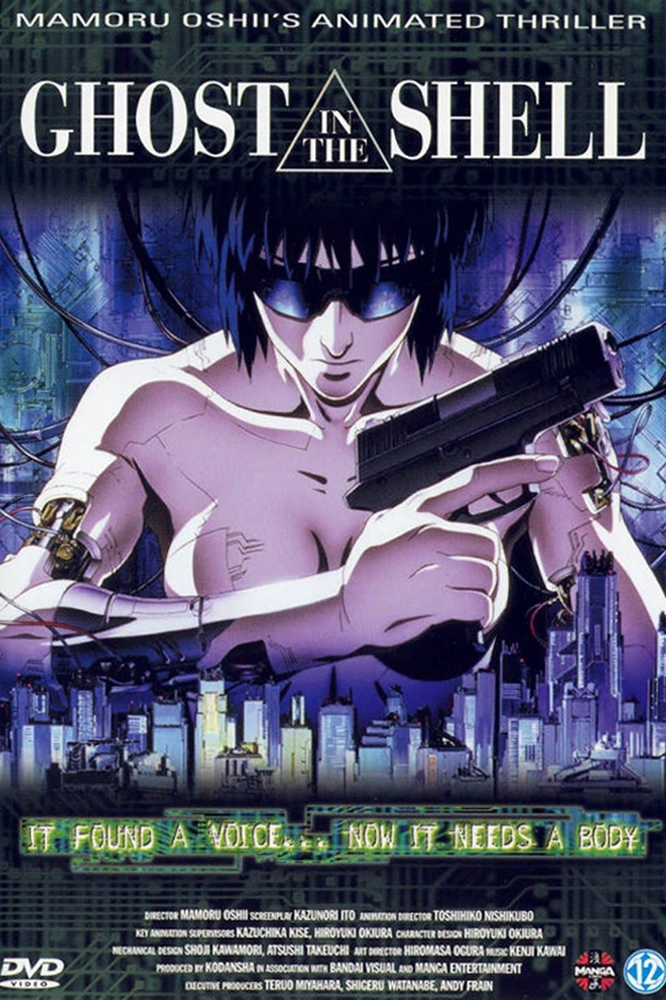 MAMORU OSHII'S ANIMATED THRILLER
GHOST IN THE SHELL
IT FOUND A VOICE... NOW IT NEEDS A BODY.
DIRECTOR MAMORU OSHII SCREENPLAY KAZUNORI ITO ANIMATION DIRECTOR TOSHIHIKO NISHIKUBO
KEY ANIMATION SUPERVISORS KAZUCHIKA KISE, HIROYUKI OKIURA CHARACTER DESIGN HIROYUKI OKIURA
MECHANICAL DESIGN SHOJI KAWAMORI, ATSUSHI TAKEUCHI ART DIRECTOR HIROMASA OGURA MUSIC KENJI KAWAI
PRODUCED BY KODANSHA IN ASSOCIATION WITH BANDAI VISUAL AND MANGA ENTERTAINMENT
EXECUTIVE PRODUCERS TERUO MIYAHARA, SHIGERU WATANABE, ANDY FRAIN
DVD
VIDEO
MANGA
12